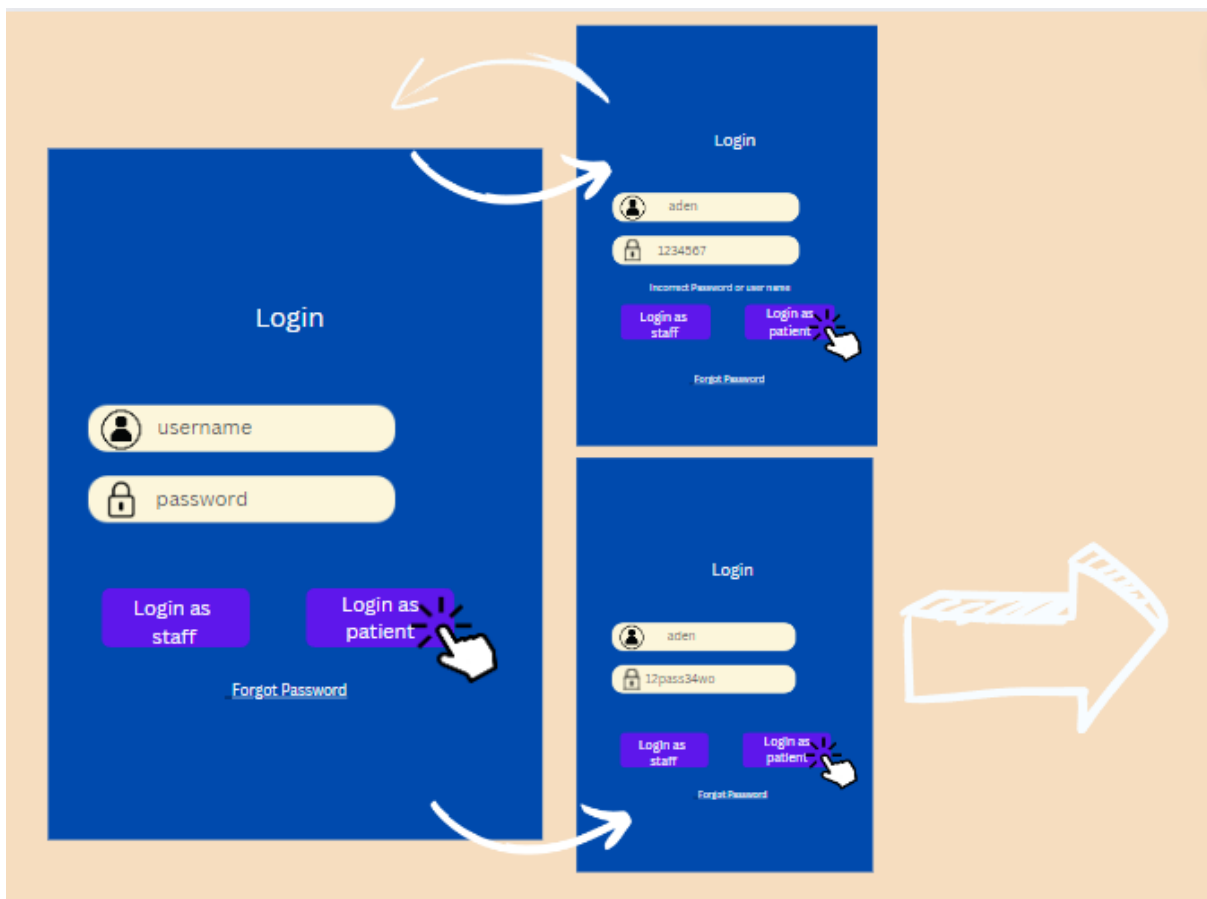 Login
username
password
Login as
staff
Login as
patient
Forgot Password
Login
aden
1234567
Incorrect Password or user name
Login as
staff
Login as
patient
Forgot Password
Login
aden
12pass34wo
Login as
staff
Login as
patient
Forgot Password